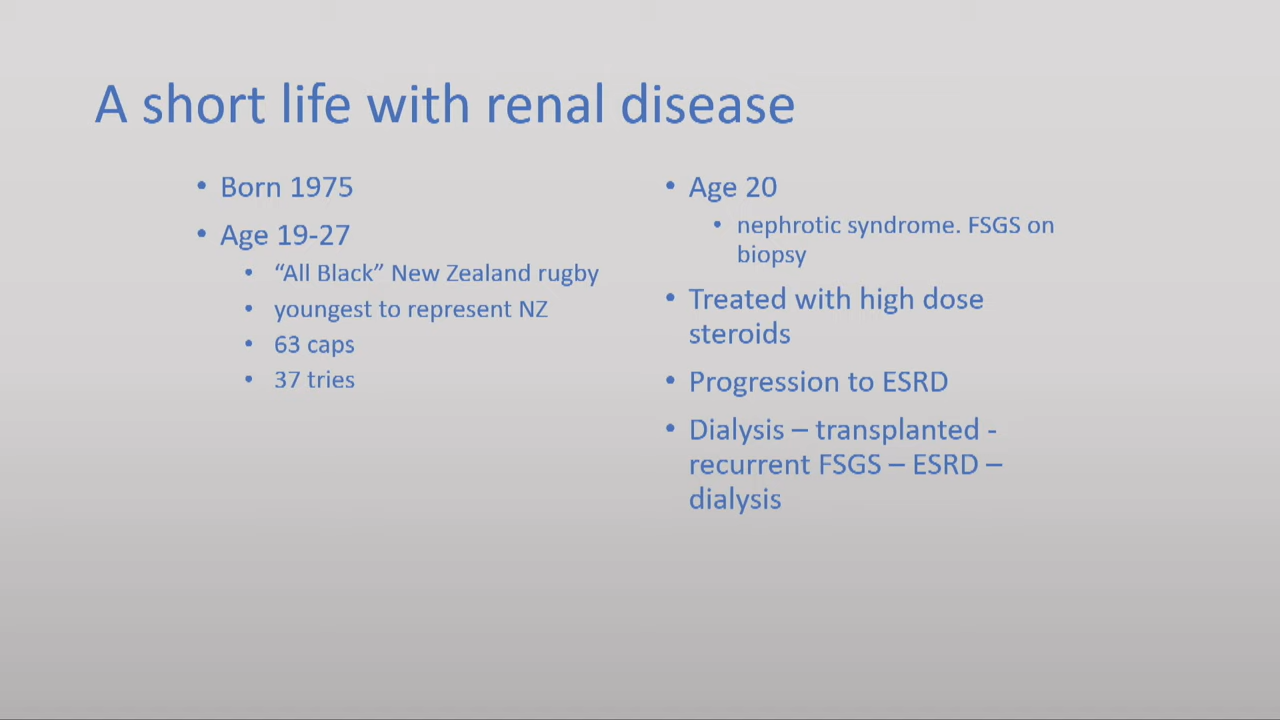 A short life with renal disease
• Born 1975
• Age 19-27
• “All Black” New Zealand rugby
• youngest to represent NZ
• 63 caps
• 37 tries
• Age 20
• nephrotic syndrome. FSGS on
biopsy
• Treated with high dose
steroids
• Progression to ESRD
• Dialysis – transplanted -
recurrent FSGS – ESRD –
dialysis